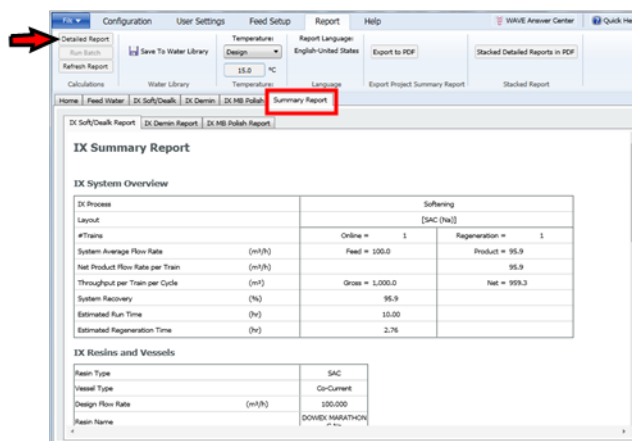 File Configuration User Settings Feed Setup Report Help WAVE Answer Center Quick He
Detailed Report Temperature: Report Language:
Run Batch Save To Water Library Design English-United States Export to PDF Stacked Detailed Reports in PDF
Refresh Report 15.0 °C
Calculations Water Library Temperature: Language Export Project Summary Report Stacked Report
Home Feed Water IX Soft/Dealk IX Demin IX MB Polish Summary Report
IX Soft/Dealk Report IX Demin Report IX MB Polish Report
IX Summary Report
IX System Overview
IX Process Softening
Layout [SAC (Na)]
#Trains Online = 1 Regeneration = 1
System Average Flow Rate (m³/h) Feed = 100.0 Product = 95.9
Net Product Flow Rate per Train (m³/h) 95.9
Throughput per Train per Cycle (m³) Gross = 1,000.0 Net = 959.3
System Recovery (%) 95.9
Estimated Run Time (hr) 10.00
Estimated Regeneration Time (hr) 2.76
IX Resins and Vessels
Resin Type SAC
Vessel Type Co-Current
Design Flow Rate (m³/h) 100.000
Resin Name DOWEX MARATHON